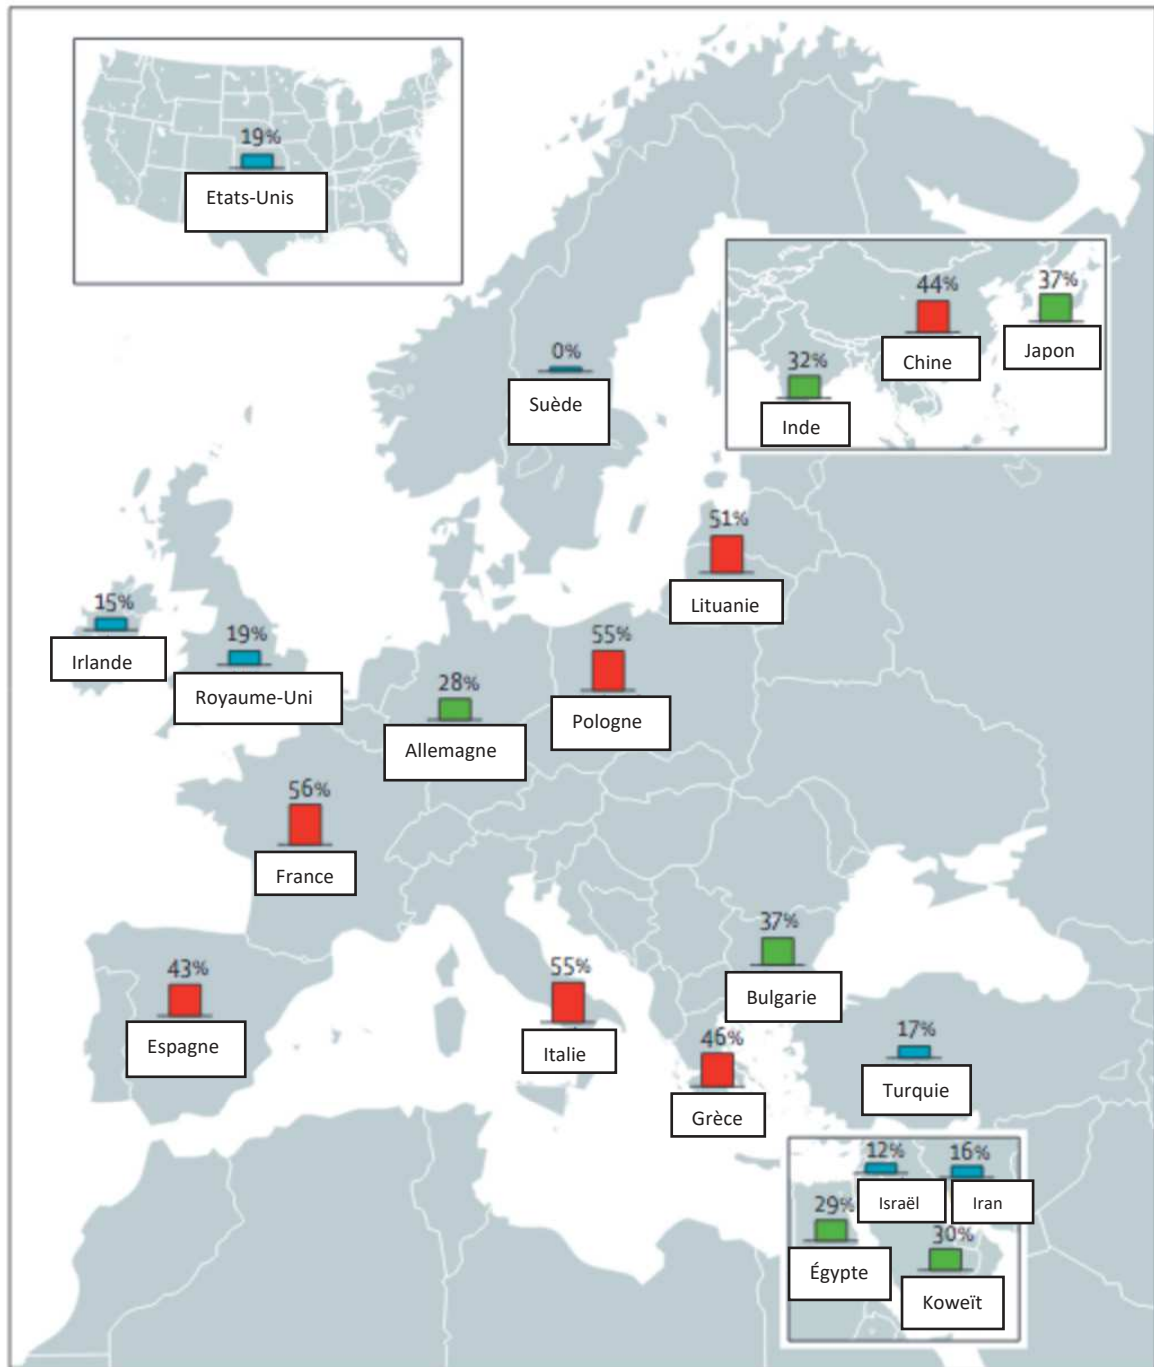 19%
Etats-Unis
44%
37%
Chine
Japon
32%
Inde
0%
Suède
51%
Lituanie
15%
Irlande
19%
Royaume-Uni
55%
Pologne
28%
Allemagne
56%
France
37%
Bulgarie
43%
Espagne
55%
Italie
46%
Grèce
17%
Turquie
12%
16%
Israël
Iran
29%
Égypte
30%
Koweït